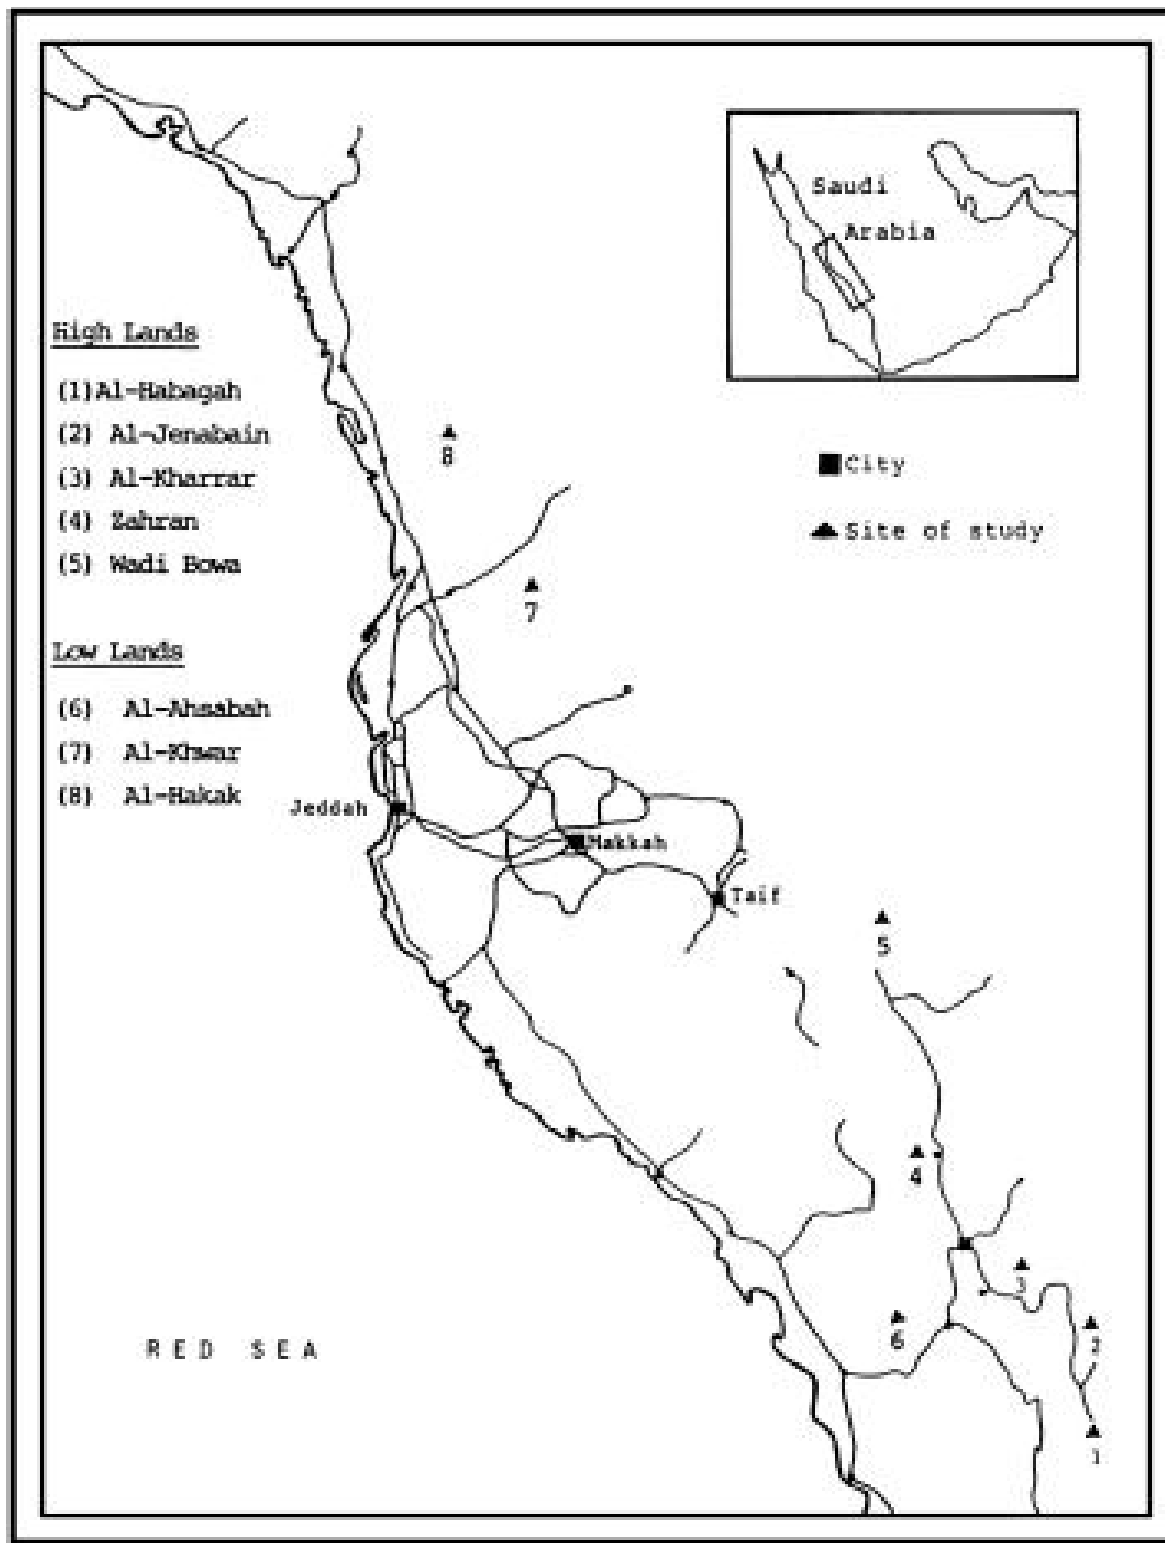 Saudi
Arabia
High Lands
(1)Al-Habagah
(2) Al-Jenabain
(3) Al-Kharrar
(4) Zahran
(5) Wadi Bowa
Low Lands
(6) Al-Ahsabah
(7) Al-Khwar
(8) Al-Hakak
City
Site of study
8
7
Jeddah
Makkah
Taif
5
4
3
6
2
1
RED SEA